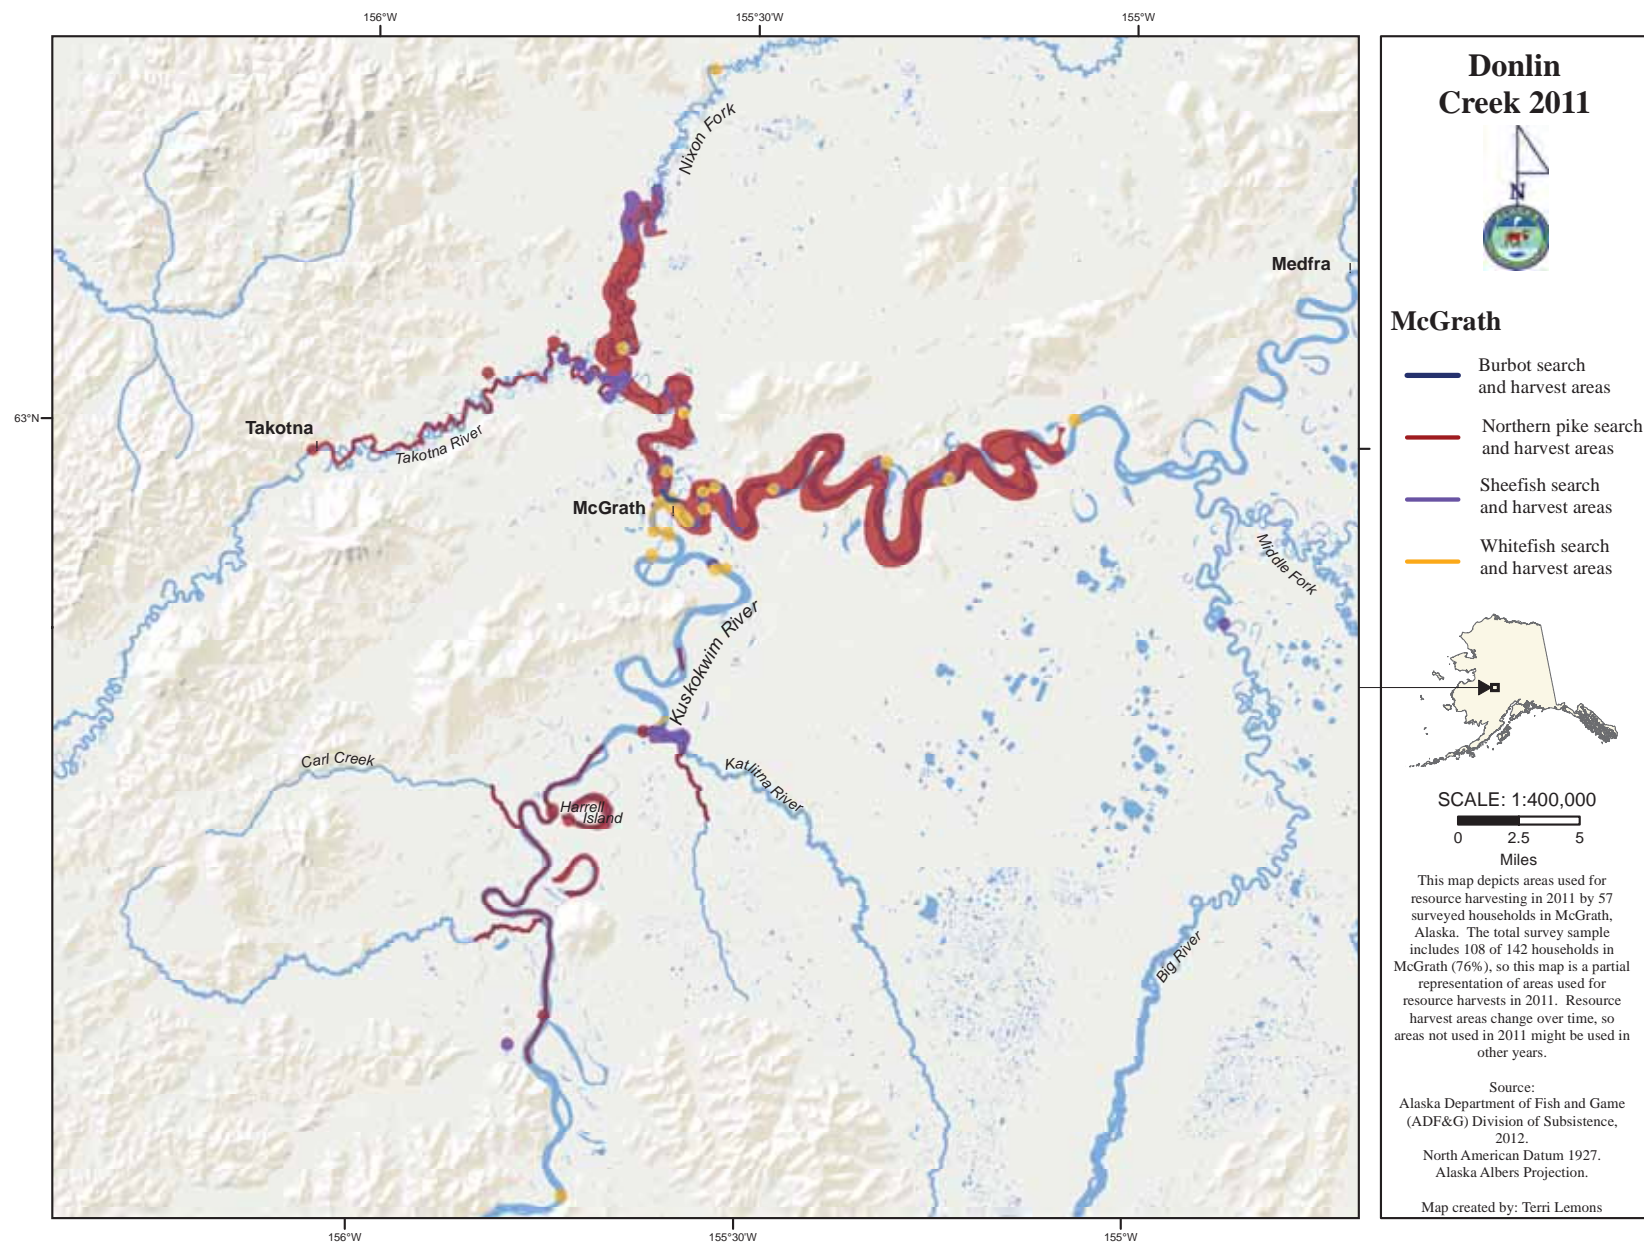 156°W
155°30'W
155°W
Donlin
Creek 2011
Nixon Fork
N
Medfra
McGrath
Burbot search
and harvest areas
63°N
Takotna
Takotna River
Northern pike search
and harvest areas
McGrath
Sheefish search
and harvest areas
Whitefish search
and harvest areas
Middle Fork
Kuskokwim River
Carl Creek
Katlitna River
Harrell
Island
Big River
SCALE: 1:400,000
0 2.5 5
Miles
This map depicts areas used for
resource harvesting in 2011 by 57
surveyed households in McGrath,
Alaska. The total survey sample
includes 108 of 142 households in
McGrath (76%), so this map is a partial
representation of areas used for
resource harvests in 2011. Resource
harvest areas change over time, so
areas not used in 2011 might be used in
other years.
Source:
Alaska Department of Fish and Game
(ADF&G) Division of Subsistence,
2012.
North American Datum 1927.
Alaska Albers Projection.
Map created by: Terri Lemons
156°W
155°30'W
155°W